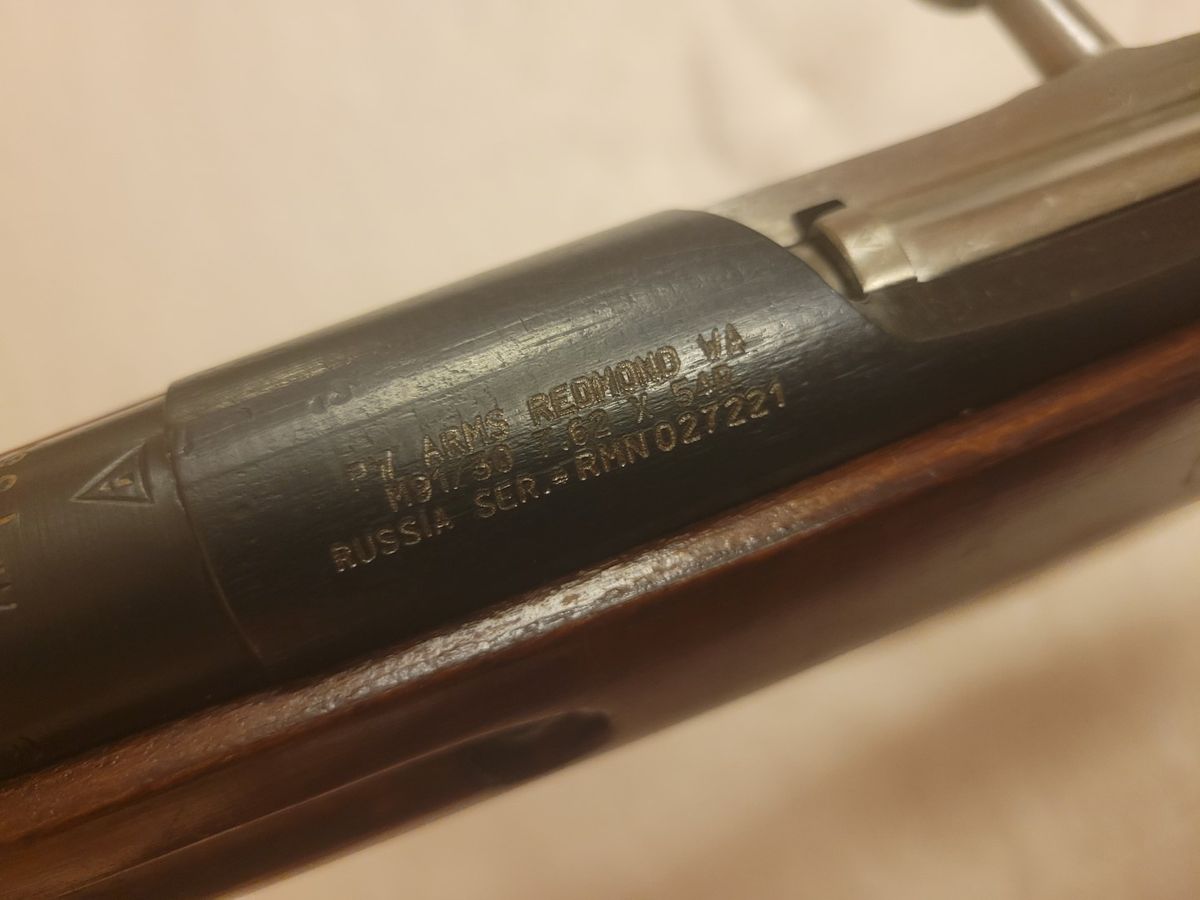 PW ARMS REDMOND WA
M91/30 7.62 X 54R
RUSSIA SER.#RMN027221